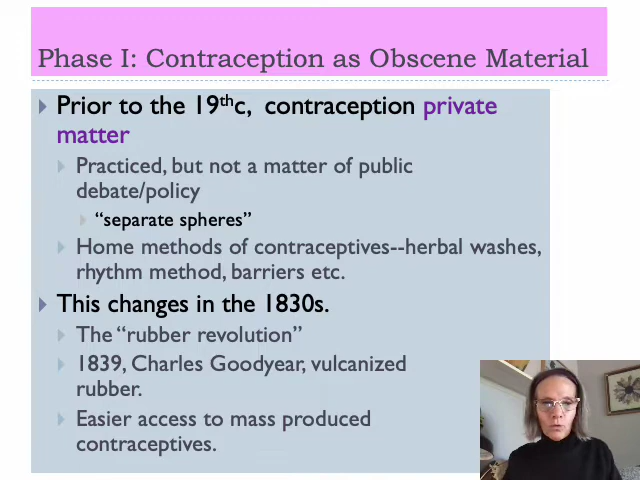 Phase I: Contraception as Obscene Material
Prior to the 19thc, contraception private
matter
Practiced, but not a matter of public
debate/policy
“separate spheres”
Home methods of contraceptives--herbal washes,
rhythm method, barriers etc.
This changes in the 1830s.
The “rubber revolution”
1839, Charles Goodyear, vulcanized
rubber.
Easier access to mass produced
contraceptives.